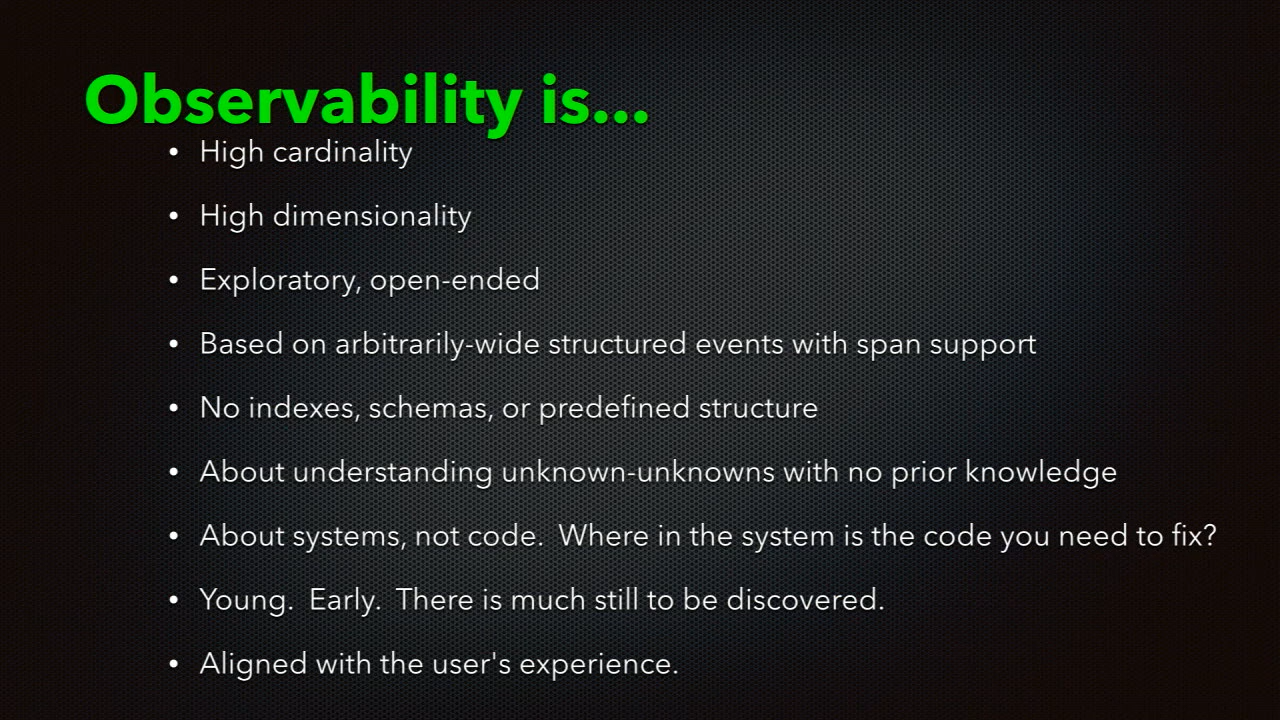 Observability is...
• High cardinality
• High dimensionality
• Exploratory, open-ended
• Based on arbitrarily-wide structured events with span support
• No indexes, schemas, or predefined structure
• About understanding unknown-unknowns with no prior knowledge
• About systems, not code.  Where in the system is the code you need to fix?
• Young.  Early.  There is much still to be discovered.
• Aligned with the user's experience.